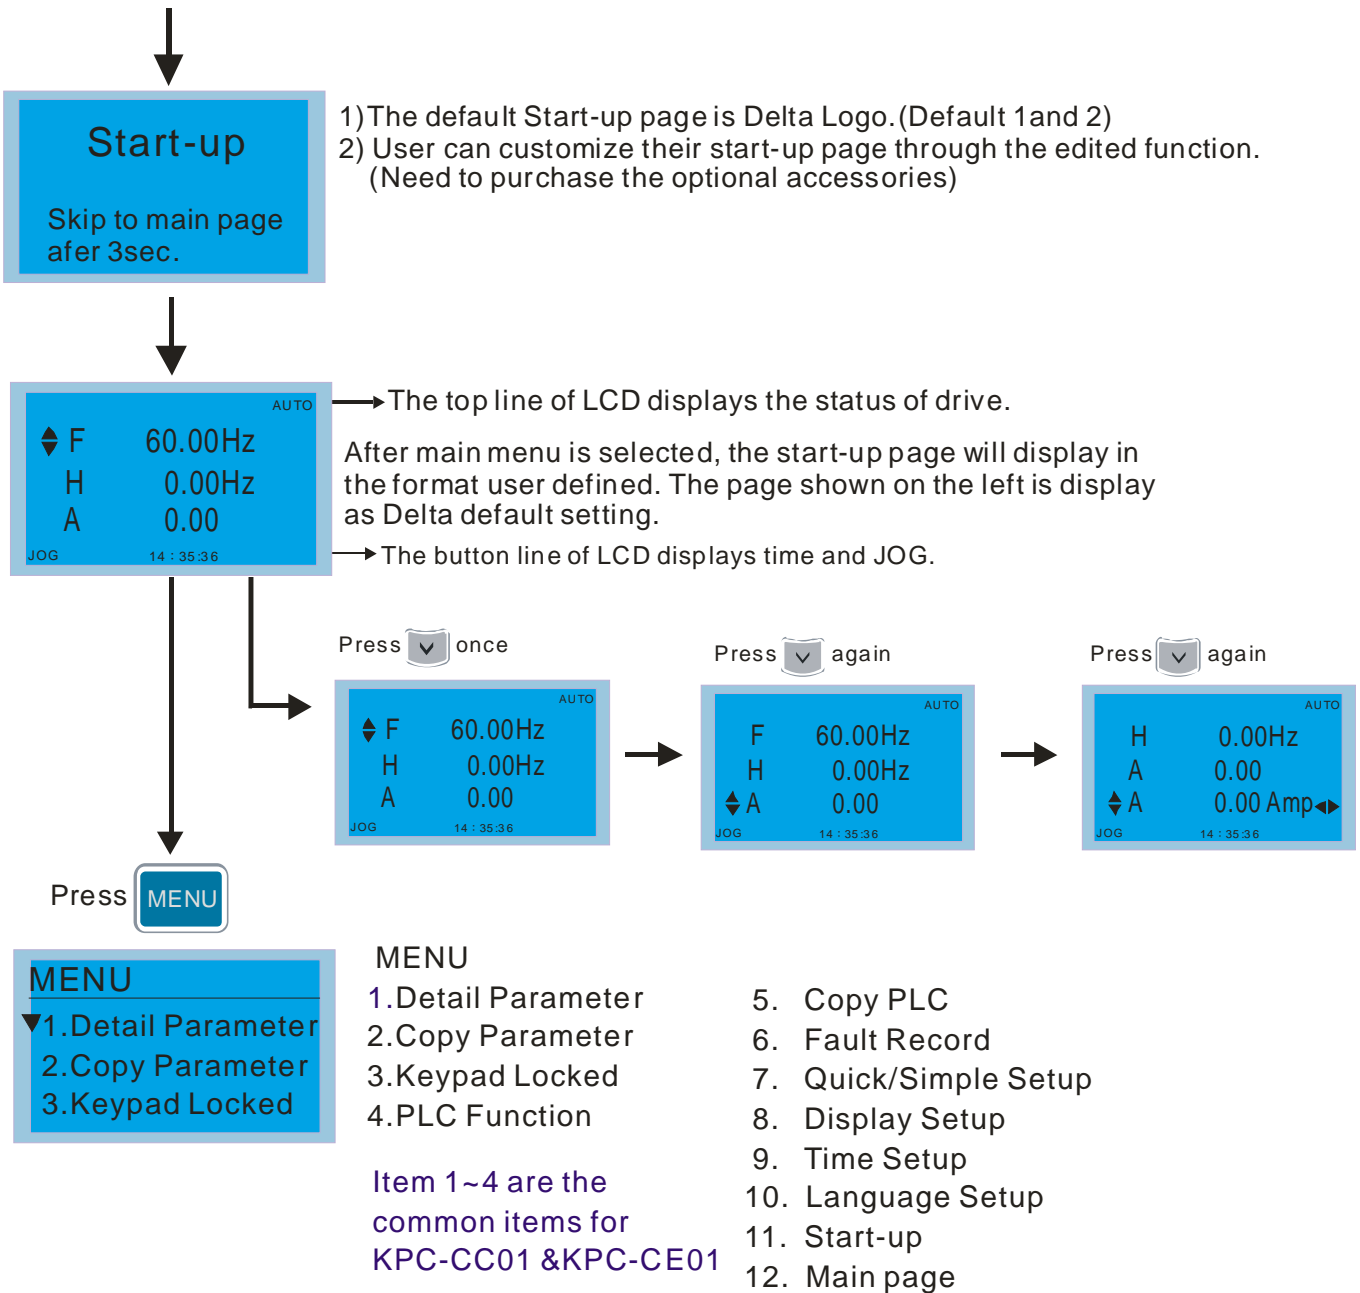 Start-up
Skip to main page
afer 3sec.
1)The default Start-up page is Delta Logo.(Default 1and 2)
2) User can customize their start-up page through the edited function.
(Need to purchase the optional accessories)
AUTO
F 60.00Hz
H 0.00Hz
A 0.00
JOG 14:35:36
The top line of LCD displays the status of drive.
After main menu is selected, the start-up page will display in
the format user defined. The page shown on the left is display
as Delta default setting.
The button line of LCD displays time and JOG.
Press once
AUTO
F 60.00Hz
H 0.00Hz
A 0.00
JOG 14:35:36
Press again
AUTO
F 60.00Hz
H 0.00Hz
A 0.00
JOG 14:35:36
Press again
AUTO
H 0.00Hz
A 0.00
A 0.00 Amp
JOG 14:35:36
Press MENU
MENU
1.Detail Parameter
2.Copy Parameter
3.Keypad Locked
MENU
1.Detail Parameter
2.Copy Parameter
3.Keypad Locked
4.PLC Function
Item 1~4 are the
common items for
KPC-CC01 &KPC-CE01
5. Copy PLC
6. Fault Record
7. Quick/Simple Setup
8. Display Setup
9. Time Setup
10. Language Setup
11. Start-up
12. Main page